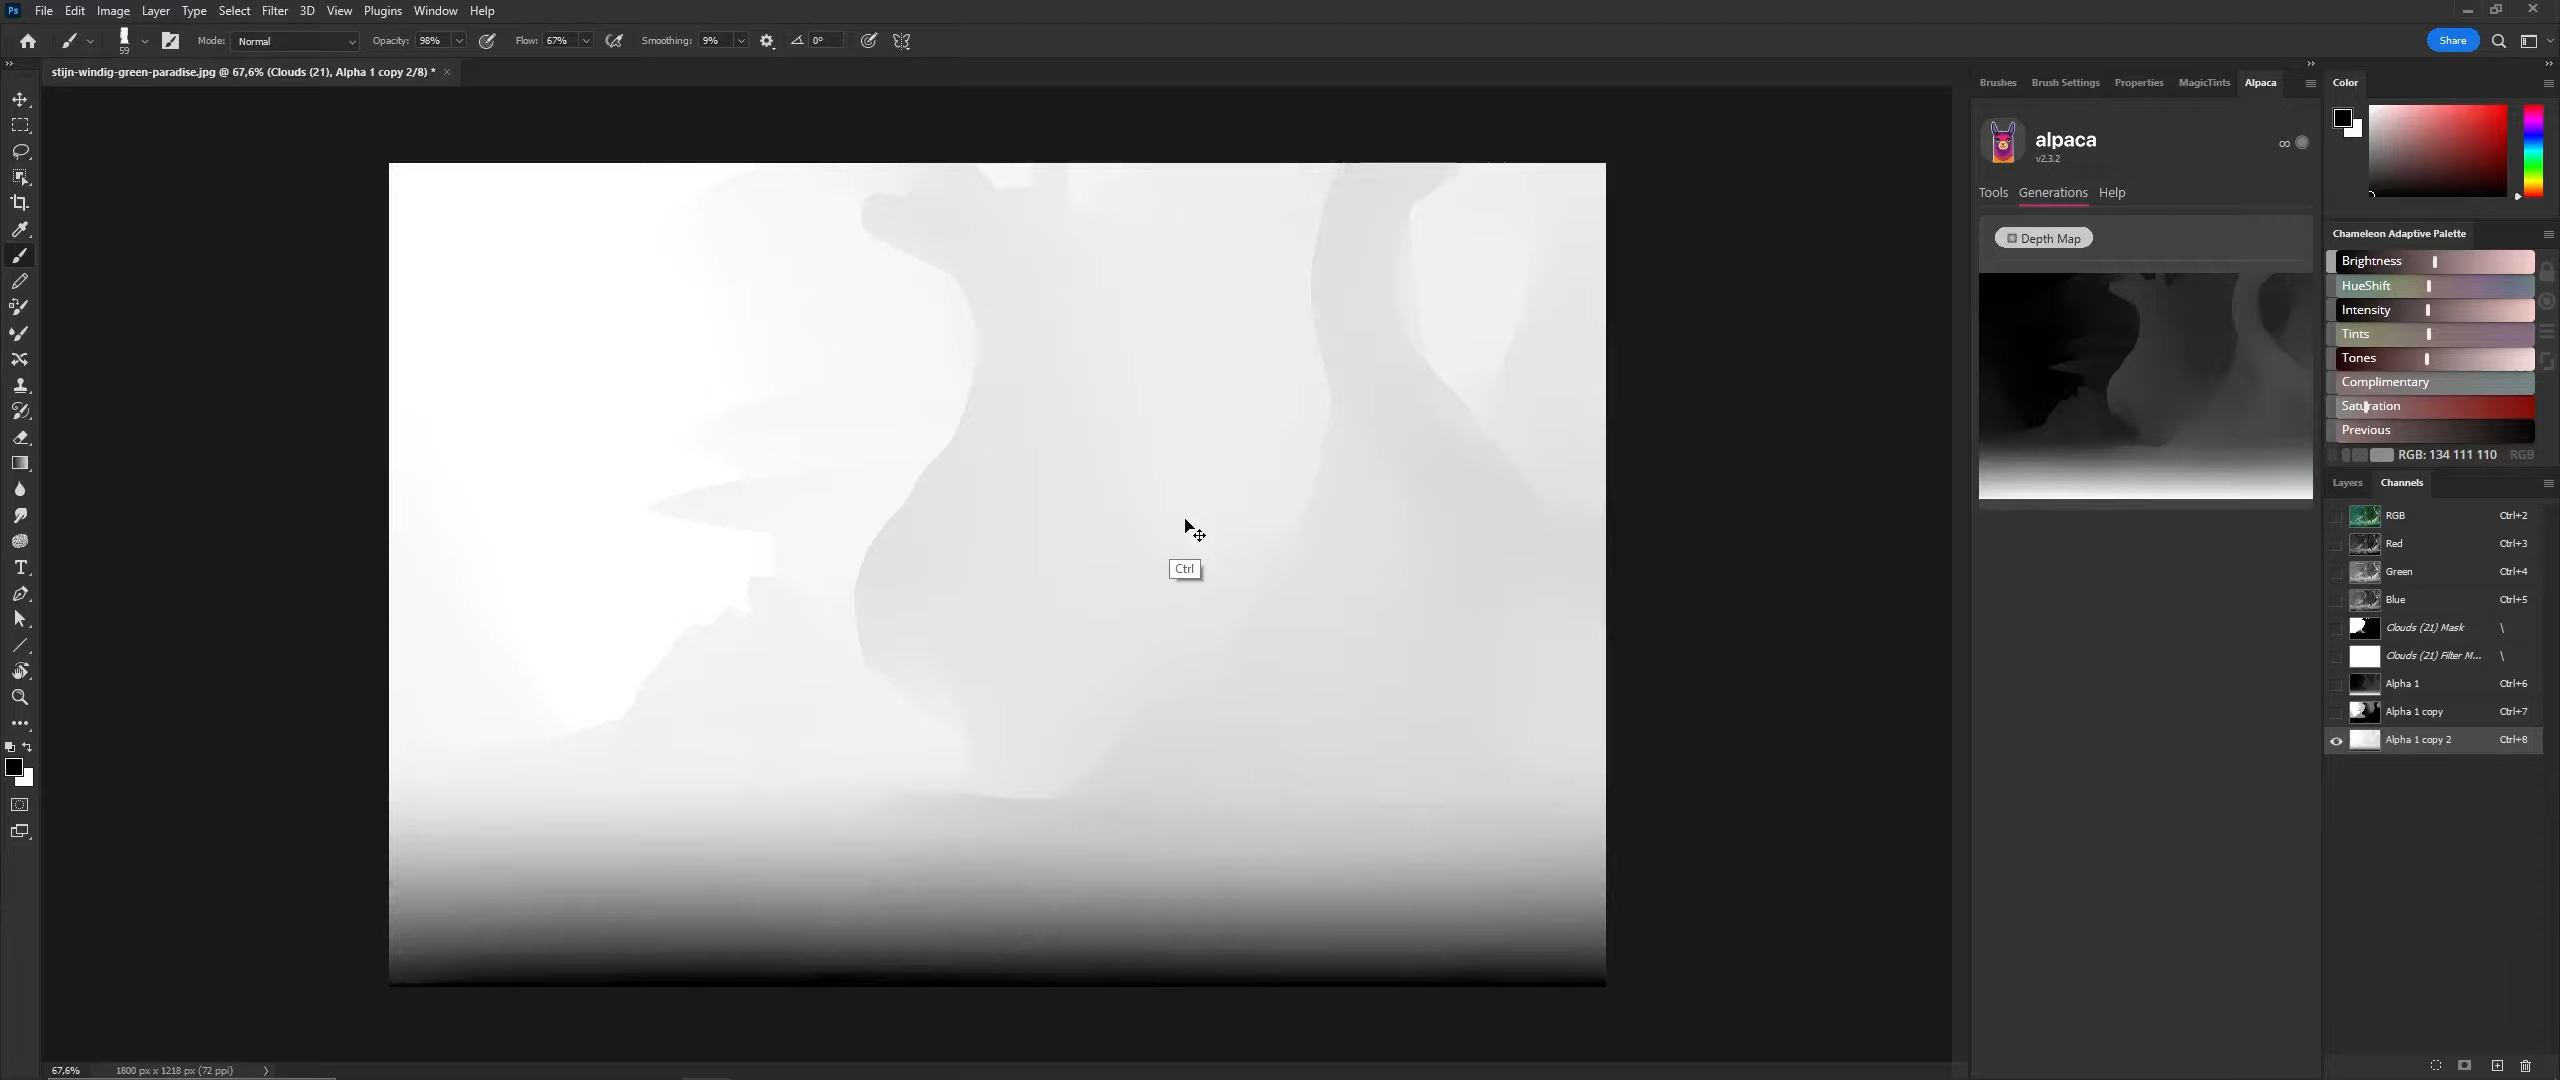 Ps File Edit Image Layer Type Select Filter 3D View Plugins Window Help
59 Mode: Normal Opacity: 98% Flow: 67% Smoothing: 9% 0° Share
stijn-windig-green-paradise.jpg @ 67,6% (Clouds (21), Alpha 1 copy 2/8) * ×
Brushes Brush Settings Properties MagicTints Alpaca
alpaca
v2.3.2
Tools Generations Help
Depth Map
Ctrl
Color
Chameleon Adaptive Palette
Brightness
HueShift
Intensity
Tints
Tones
Complimentary
Saturation
Previous
RGB: 134 111 110 RGB
Layers Channels
RGB Ctrl+2
Red Ctrl+3
Green Ctrl+4
Blue Ctrl+5
Clouds (21) Mask \
Clouds (21) Filter M... \
Alpha 1 Ctrl+6
Alpha 1 copy Ctrl+7
Alpha 1 copy 2 Ctrl+8
67,6% 1800 px x 1218 px (72 ppi)